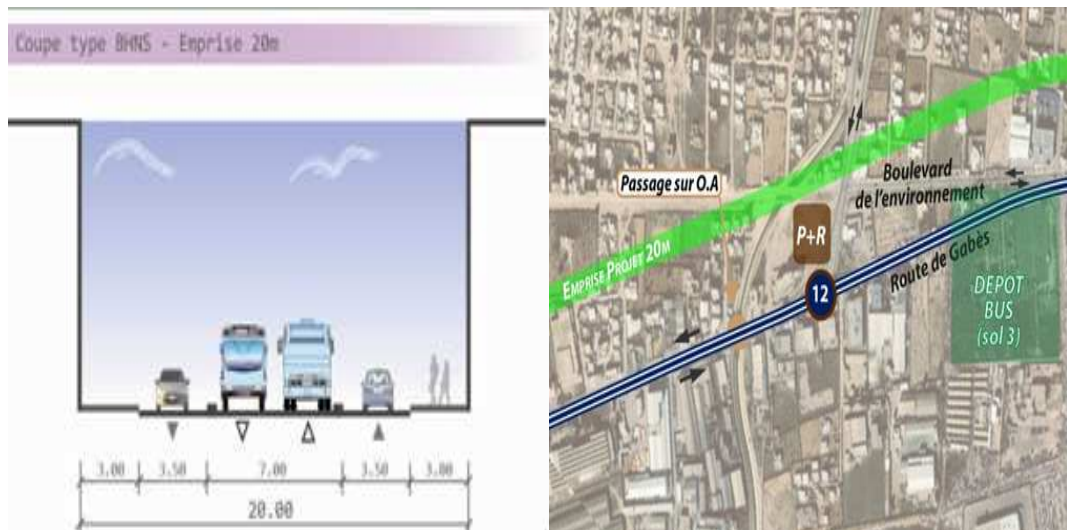 Coupe type BHNS - Emprise 20m
3.00 3.50 7.00 3.50 3.00
20.00
Passage sur O.A
Boulevard
de l'environnement
P+R
EMPRISE PROJET 20M
Route de Gabès
12
DEPOT
BUS
(sol 3)